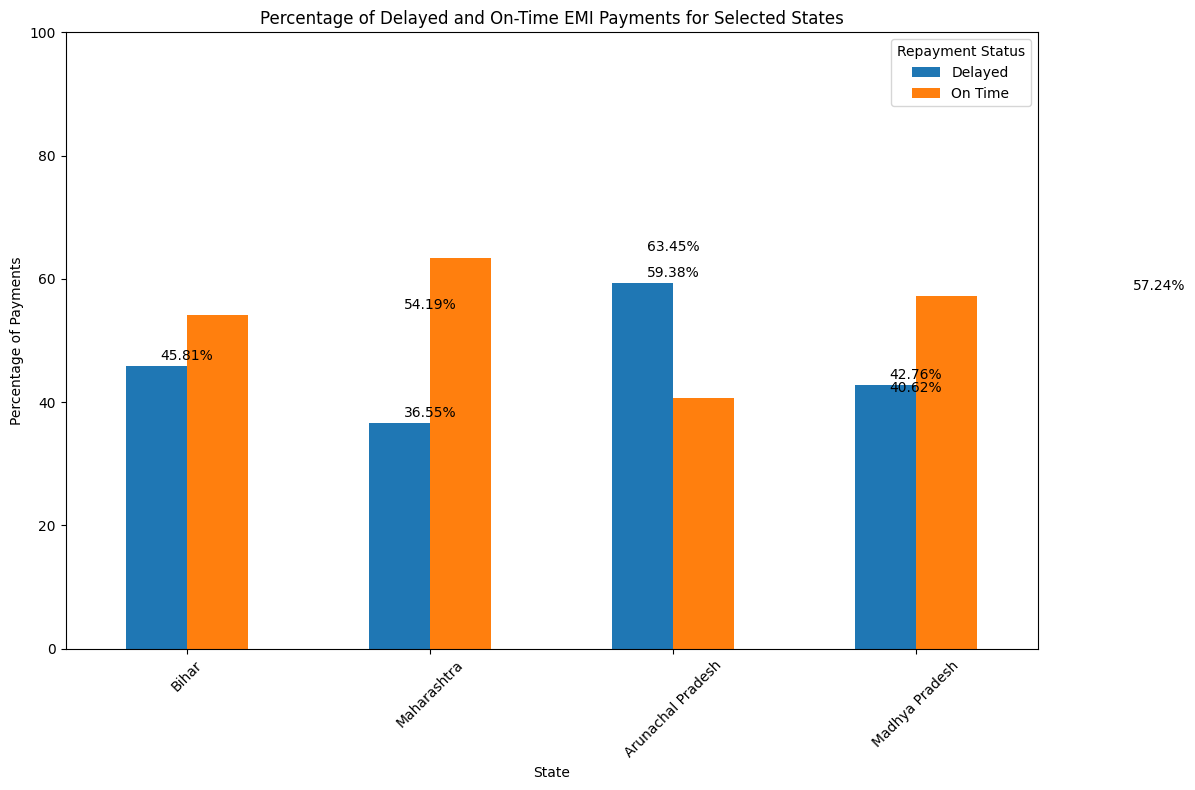 Percentage of Delayed and On-Time EMI Payments for Selected States
Repayment Status
Delayed
On Time
Percentage of Payments
100
80
60
40
20
0
45.81%
54.19%
36.55%
63.45%
59.38%
42.76%
40.62%
57.24%
Bihar
Maharashtra
Arunachal Pradesh
Madhya Pradesh
State